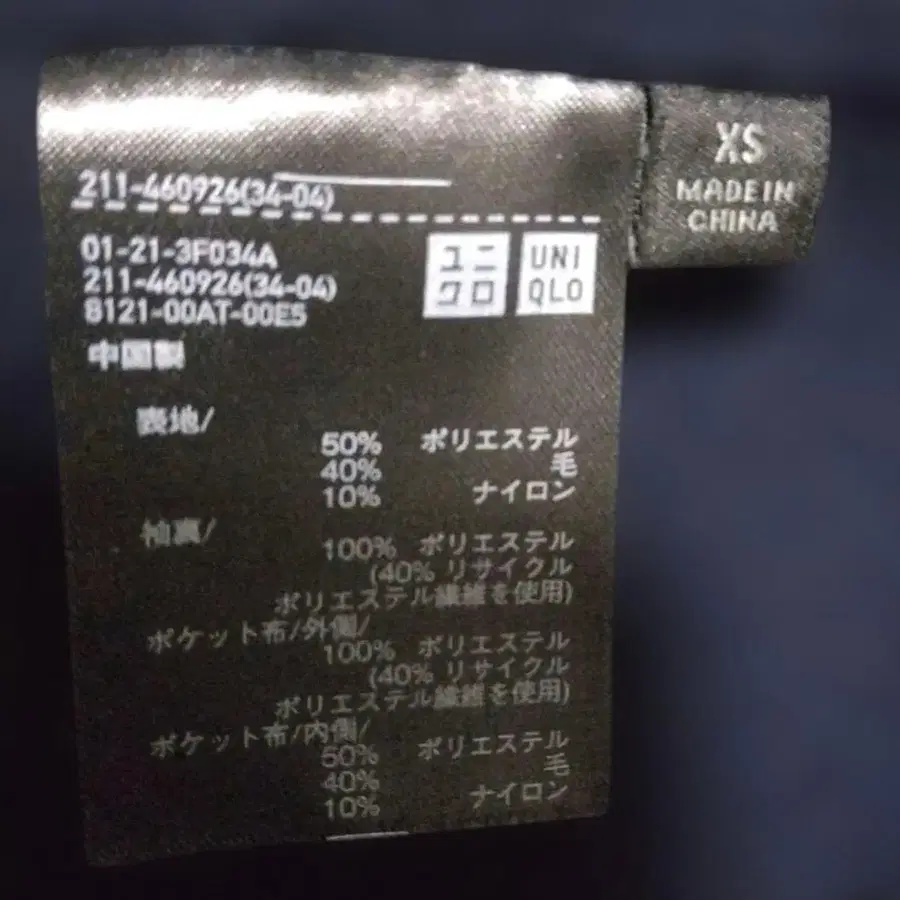 211-460926(34-04)
01-21-3F034A
211-460926(34-04)
8121-00AT-00E5
ユニ
クロ
UNI
QLO
中国製
表地/
50% ポリエステル
40% 毛
10% ナイロン
袖裏/
100% ポリエステル
(40% リサイクル
ポリエステル繊維を使用)
ポケット布/外側/
100% ポリエステル
(40% リサイクル
ポリエステル繊維を使用)
ポケット布/内側/
50% ポリエステル
40% 毛
10% ナイロン
XS
MADE IN
CHINA